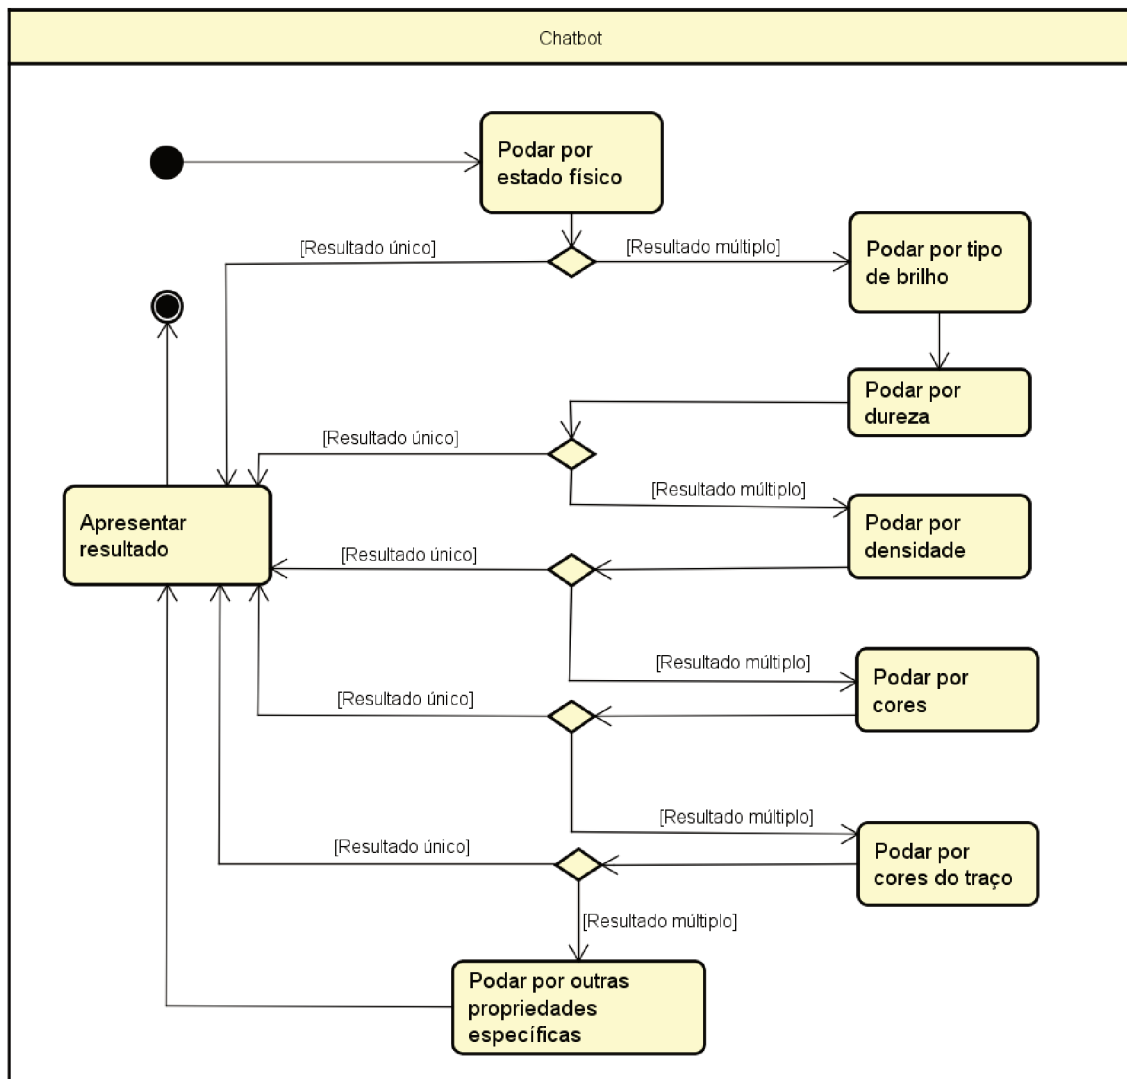 Chatbot
Podar por
estado físico
[Resultado único]
[Resultado múltiplo]
Podar por tipo
de brilho
Podar por
dureza
[Resultado único]
[Resultado múltiplo]
Podar por
densidade
Apresentar
resultado
[Resultado único]
[Resultado múltiplo]
Podar por
cores
[Resultado único]
[Resultado múltiplo]
Podar por
cores do traço
[Resultado único]
[Resultado múltiplo]
Podar por outras
propriedades
específicas